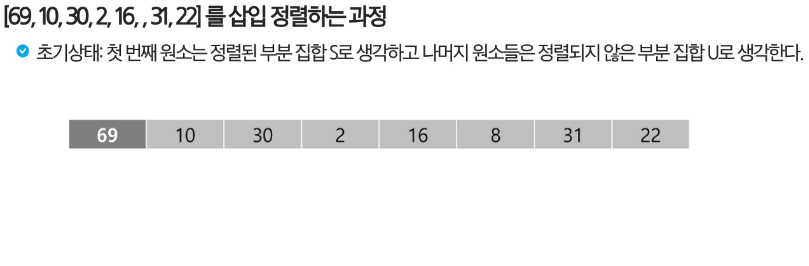 [69, 10, 30, 2, 16, , 31, 22] 를 삽입 정렬하는 과정
초기상태: 첫 번째 원소는 정렬된 부분 집합 S로 생각하고 나머지 원소들은 정렬되지 않은 부분 집합 U로 생각한다.
69 10 30 2 16 8 31 22